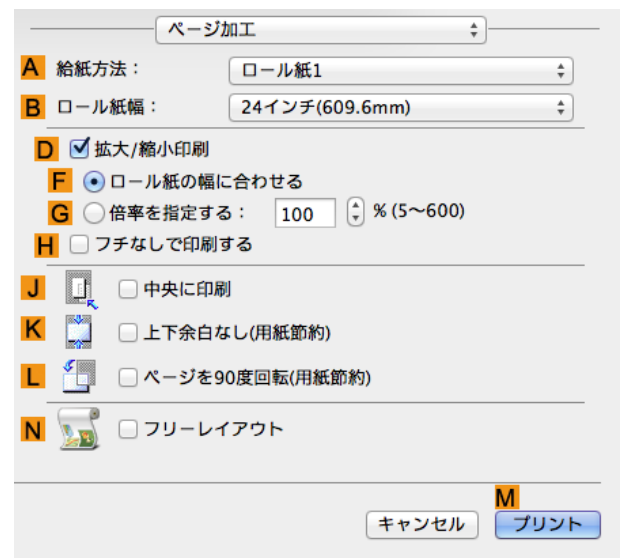 ページ加工
A 給紙方法： ロール紙1
B ロール紙幅： 24インチ(609.6mm)
D 拡大/縮小印刷
F ロール紙の幅に合わせる
G 倍率を指定する： 100 % (5〜600)
H フチなしで印刷する
J 中央に印刷
K 上下余白なし(用紙節約)
L ページを90度回転(用紙節約)
N フリーレイアウト
M
キャンセル プリント